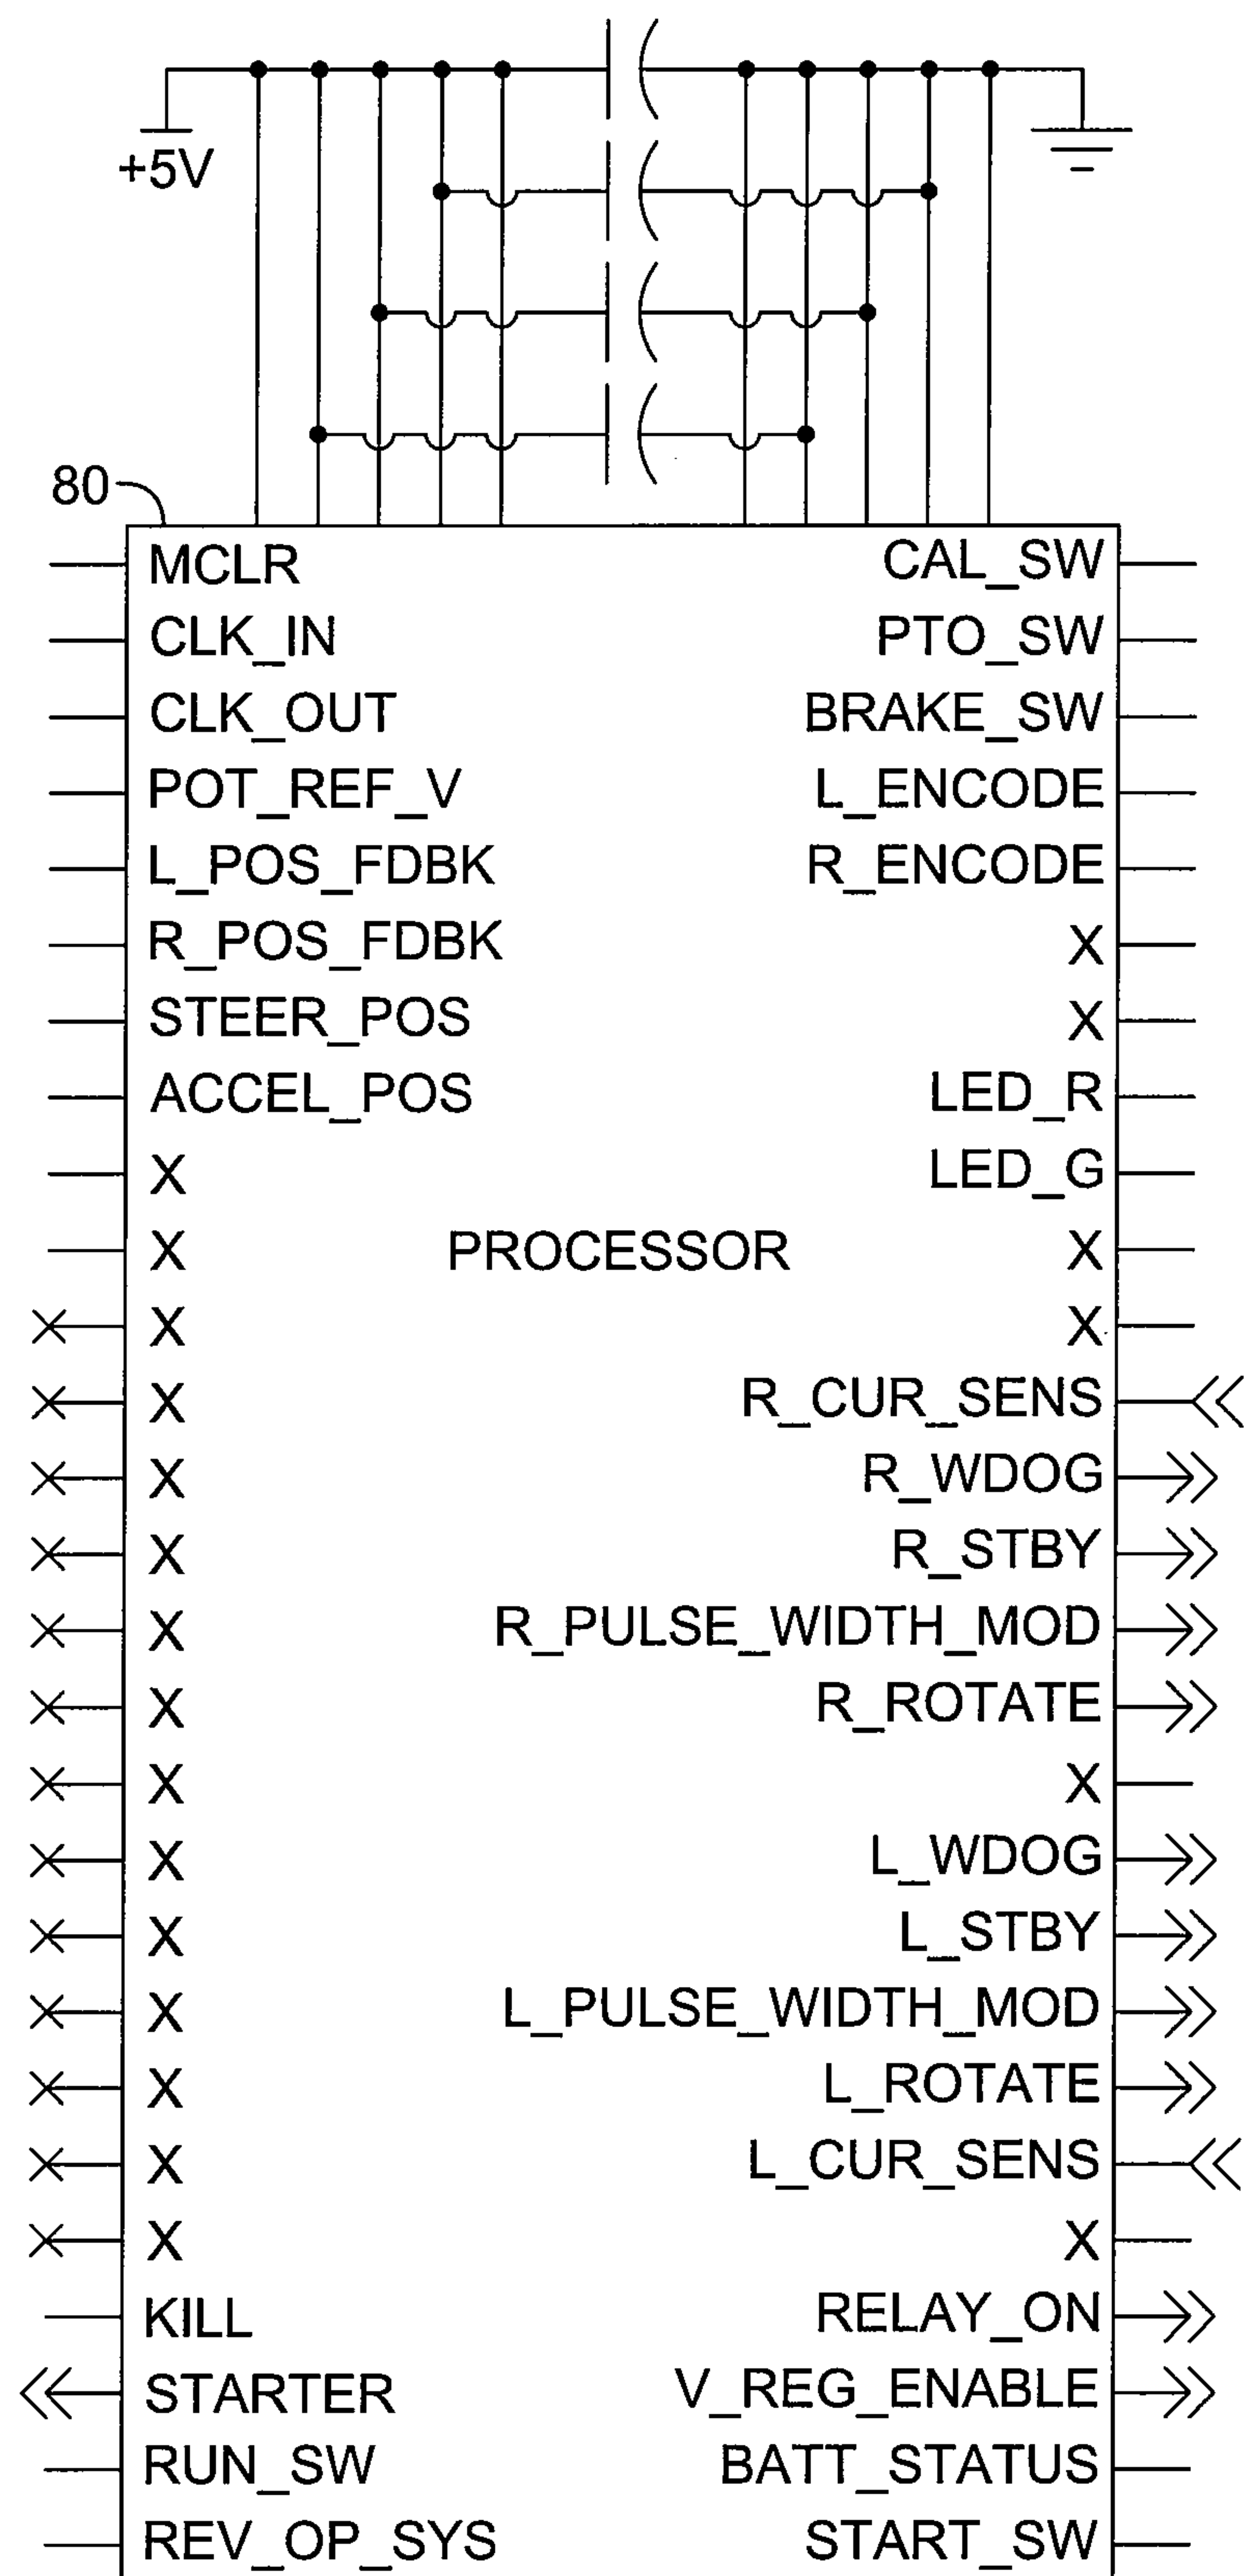 +5V
80
MCLR CAL_SW
CLK_IN PTO_SW
CLK_OUT BRAKE_SW
POT_REF_V L_ENCODE
L_POS_FDBK R_ENCODE
R_POS_FDBK X
STEER_POS X
ACCEL_POS LED_R
X LED_G
X PROCESSOR X
X X
X R_CUR_SENS
X R_WDOG
X R_STBY
X R_PULSE_WIDTH_MOD
X R_ROTATE
X X
X L_WDOG
X L_STBY
X L_PULSE_WIDTH_MOD
X L_ROTATE
X L_CUR_SENS
X X
KILL RELAY_ON
STARTER V_REG_ENABLE
RUN_SW BATT_STATUS
REV_OP_SYS START_SW